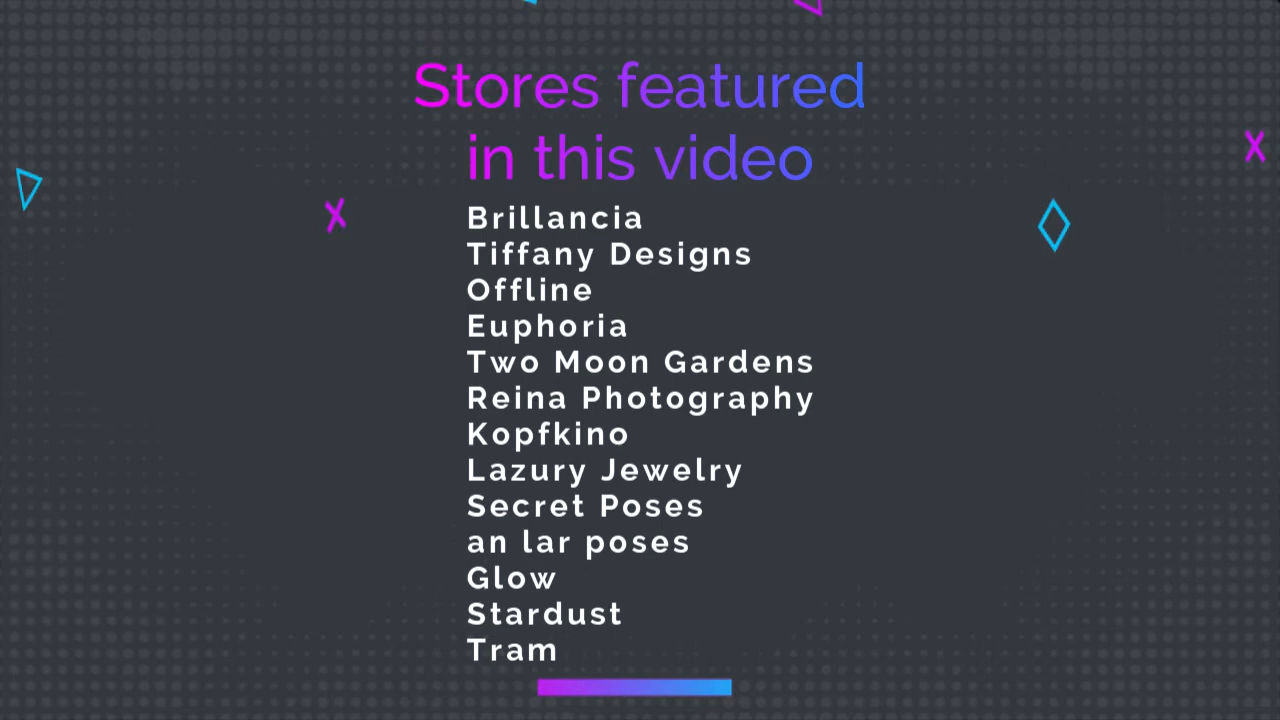 Stores featured
in this video
Brillancia
Tiffany Designs
Offline
Euphoria
Two Moon Gardens
Reina Photography
Kopfkino
Lazury Jewelry
Secret Poses
an lar poses
Glow
Stardust
Tram